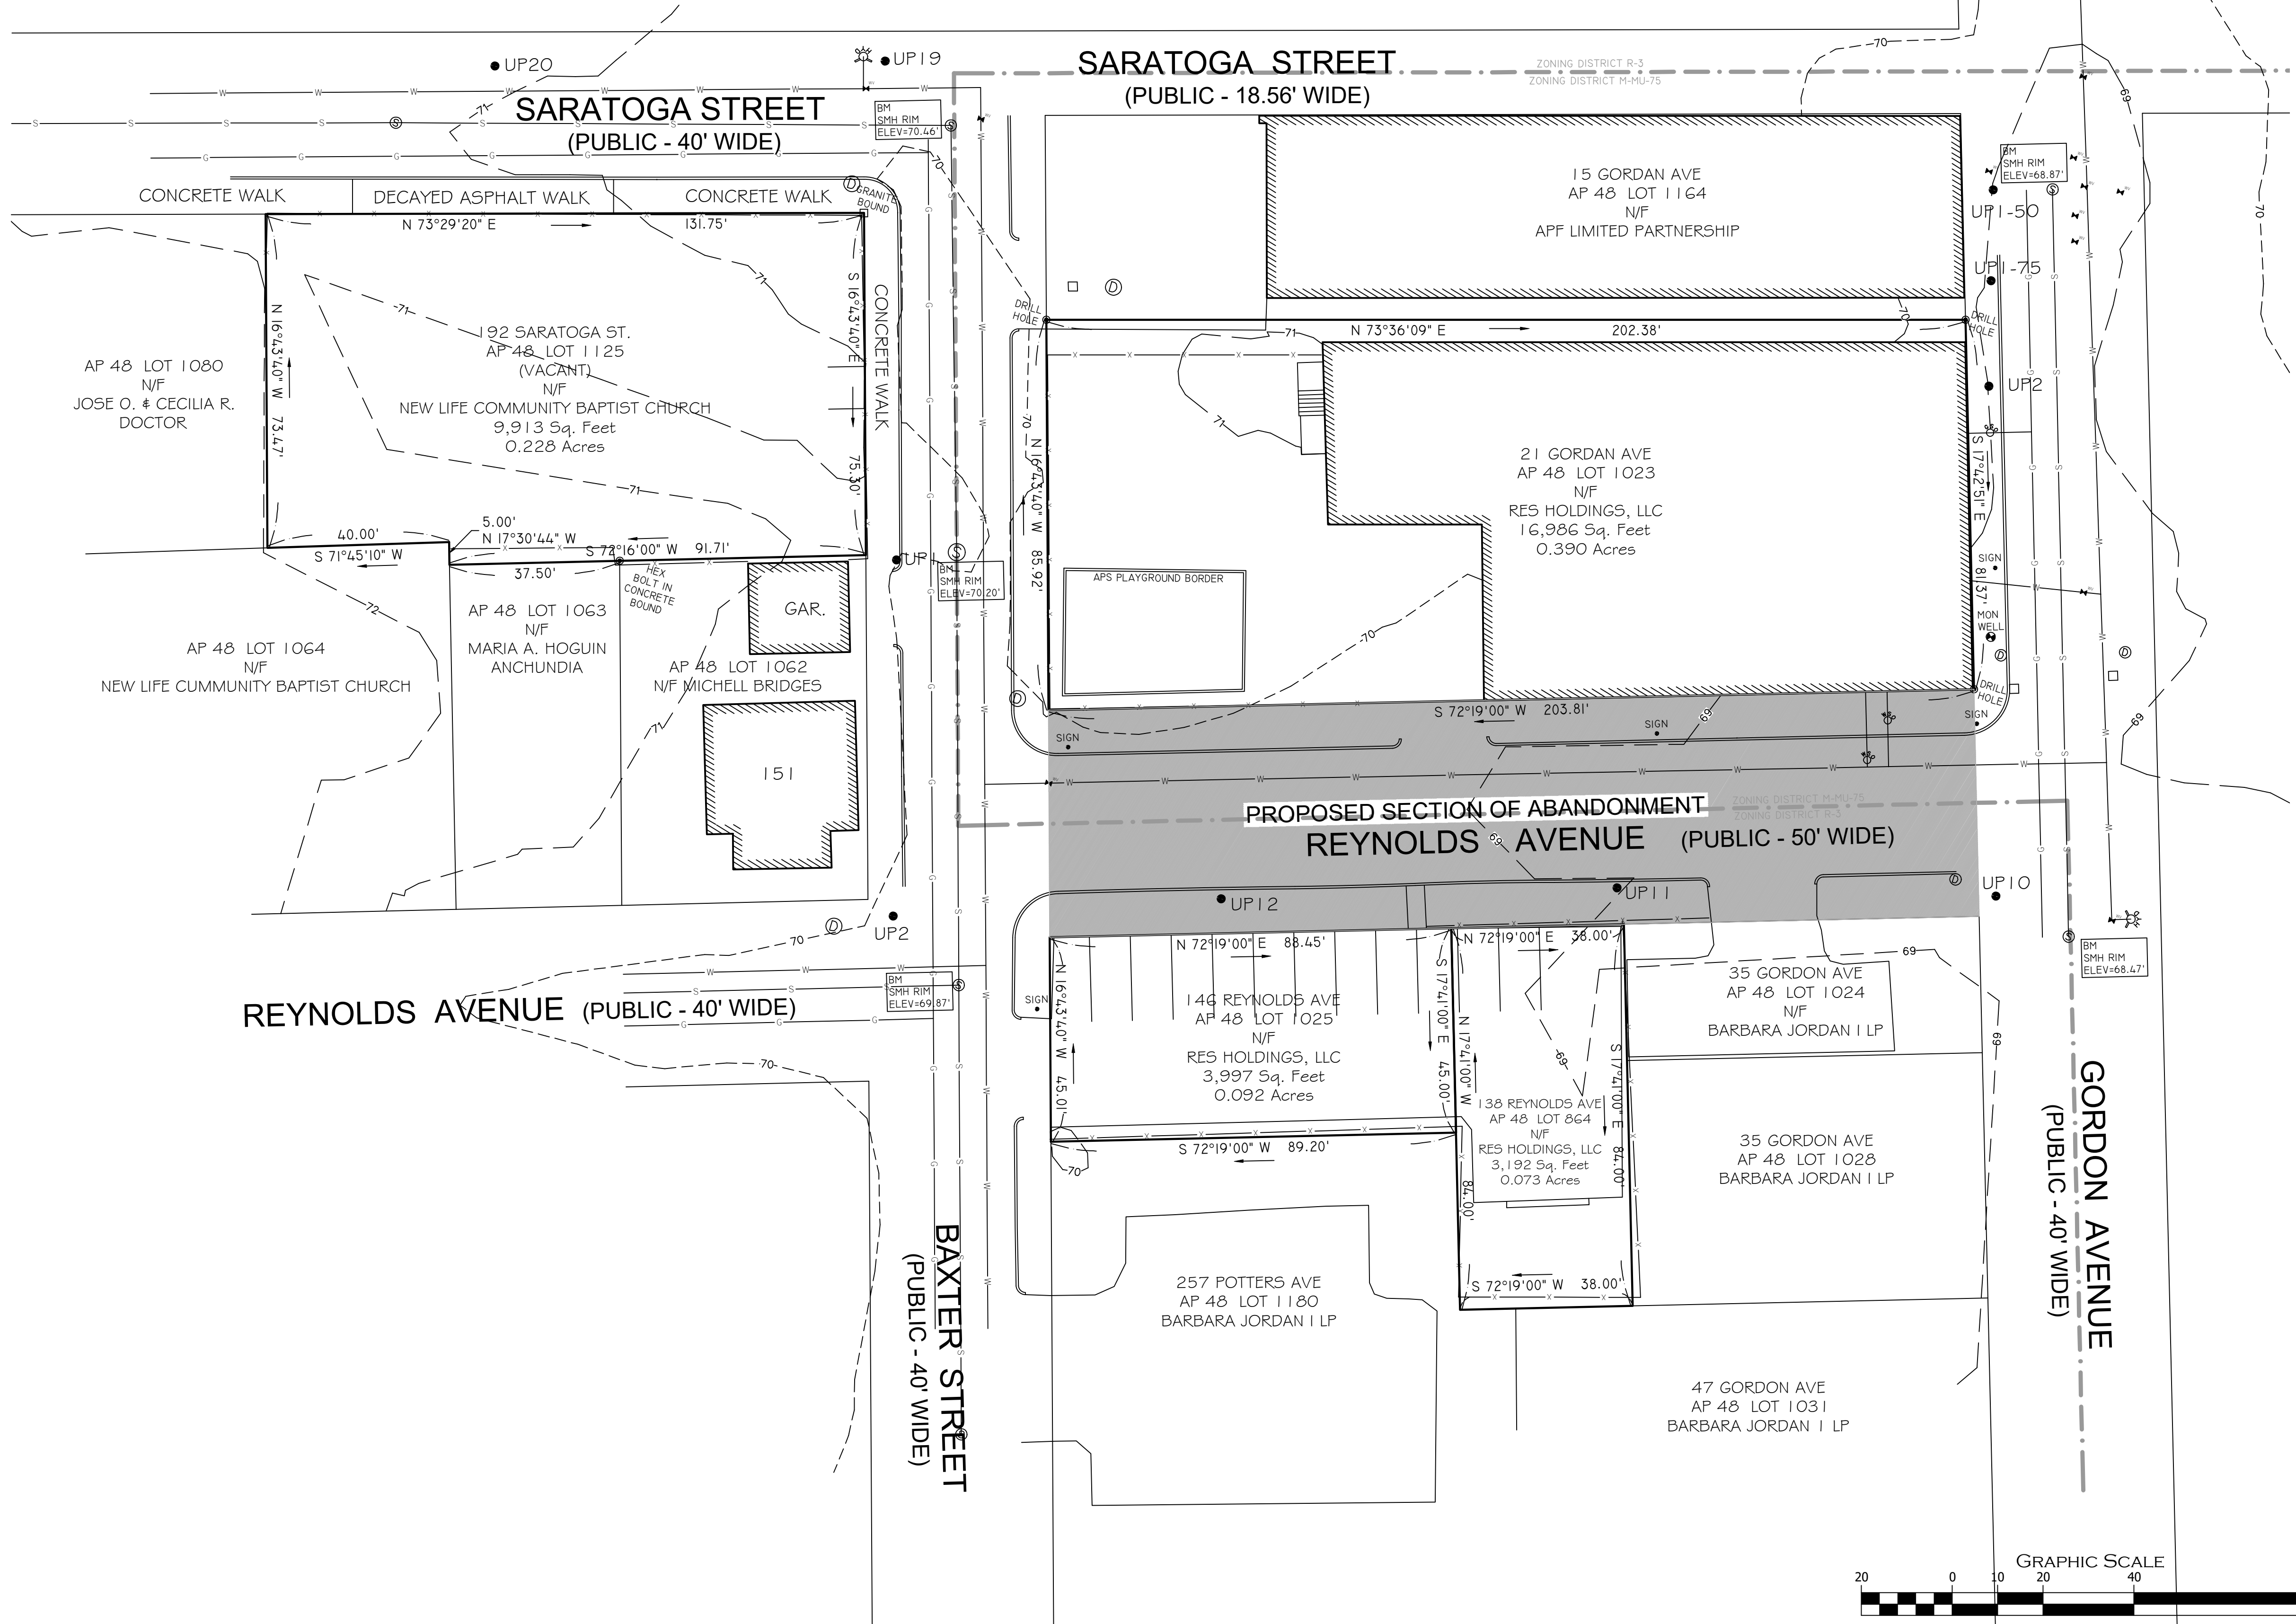 SARATOGA STREET
(PUBLIC - 18.56' WIDE)
ZONING DISTRICT R-3
ZONING DISTRICT M-MU-75
UP20
UP19
SARATOGA STREET
(PUBLIC - 40' WIDE)
BM
SMH RIM
ELEV=70.46'
CONCRETE WALK
DECAYED ASPHALT WALK
CONCRETE WALK
GRANITE
BOUND
N 73°29'20" E
131.75'
S 16°43'40" E
75.30'
N 16°43'40" W 73.47'
CONCRETE WALK
192 SARATOGA ST.
AP 48 LOT 1125
(VACANT)
N/F
NEW LIFE COMMUNITY BAPTIST CHURCH
9,913 Sq. Feet
0.228 Acres
AP 48 LOT 1080
N/F
JOSE O. & CECILIA R.
DOCTOR
40.00'
S 71°45'10" W
5.00'
N 17°30'44" W
S 72°16'00" W 91.71'
37.50'
HEX
BOLT IN
CONCRETE
BOUND
GAR.
UP1
BM
SMH RIM
ELEV=70.20'
AP 48 LOT 1064
N/F
NEW LIFE CUMMUNITY BAPTIST CHURCH
AP 48 LOT 1063
N/F
MARIA A. HOGUIN
ANCHUNDIA
AP 48 LOT 1062
N/F MICHELL BRIDGES
151
15 GORDAN AVE
AP 48 LOT 1164
N/F
APF LIMITED PARTNERSHIP
BM
SMH RIM
ELEV=68.87'
UP1-50
UP1-75
UP2
DRILL
HOLE
N 73°36'09" E
202.38'
DRILL
HOLE
N 16°43'40" W 85.92'
21 GORDAN AVE
AP 48 LOT 1023
N/F
RES HOLDINGS, LLC
16,986 Sq. Feet
0.390 Acres
S 17°42'51" E
81.37'
SIGN
MON
WELL
DRILL
HOLE
APS PLAYGROUND BORDER
S 72°19'00" W 203.81'
SIGN
SIGN
SIGN
PROPOSED SECTION OF ABANDONMENT
REYNOLDS AVENUE (PUBLIC - 50' WIDE)
ZONING DISTRICT M-MU-75
ZONING DISTRICT R-3
UP12
UP11
UP10
UP2
REYNOLDS AVENUE (PUBLIC - 40' WIDE)
BM
SMH RIM
ELEV=69.87'
SIGN
N 72°19'00" E 88.45'
N 72°19'00" E 38.00'
N 16°43'40" W 45.01'
146 REYNOLDS AVE
AP 48 LOT 1025
N/F
RES HOLDINGS, LLC
3,997 Sq. Feet
0.092 Acres
S 17°41'00" E 45.00'
S 72°19'00" W 89.20'
N 17°41'00" W
84.00'
138 REYNOLDS AVE
AP 48 LOT 864
N/F
RES HOLDINGS, LLC
3,192 Sq. Feet
0.073 Acres
S 17°41'00" E 84.00'
S 72°19'00" W 38.00'
35 GORDON AVE
AP 48 LOT 1024
N/F
BARBARA JORDAN I LP
BM
SMH RIM
ELEV=68.47'
35 GORDON AVE
AP 48 LOT 1028
BARBARA JORDAN I LP
257 POTTERS AVE
AP 48 LOT 1180
BARBARA JORDAN I LP
47 GORDON AVE
AP 48 LOT 1031
BARBARA JORDAN I LP
BAXTER STREET
(PUBLIC - 40' WIDE)
GORDON AVENUE
(PUBLIC - 40' WIDE)
GRAPHIC SCALE
20 0 10 20 40